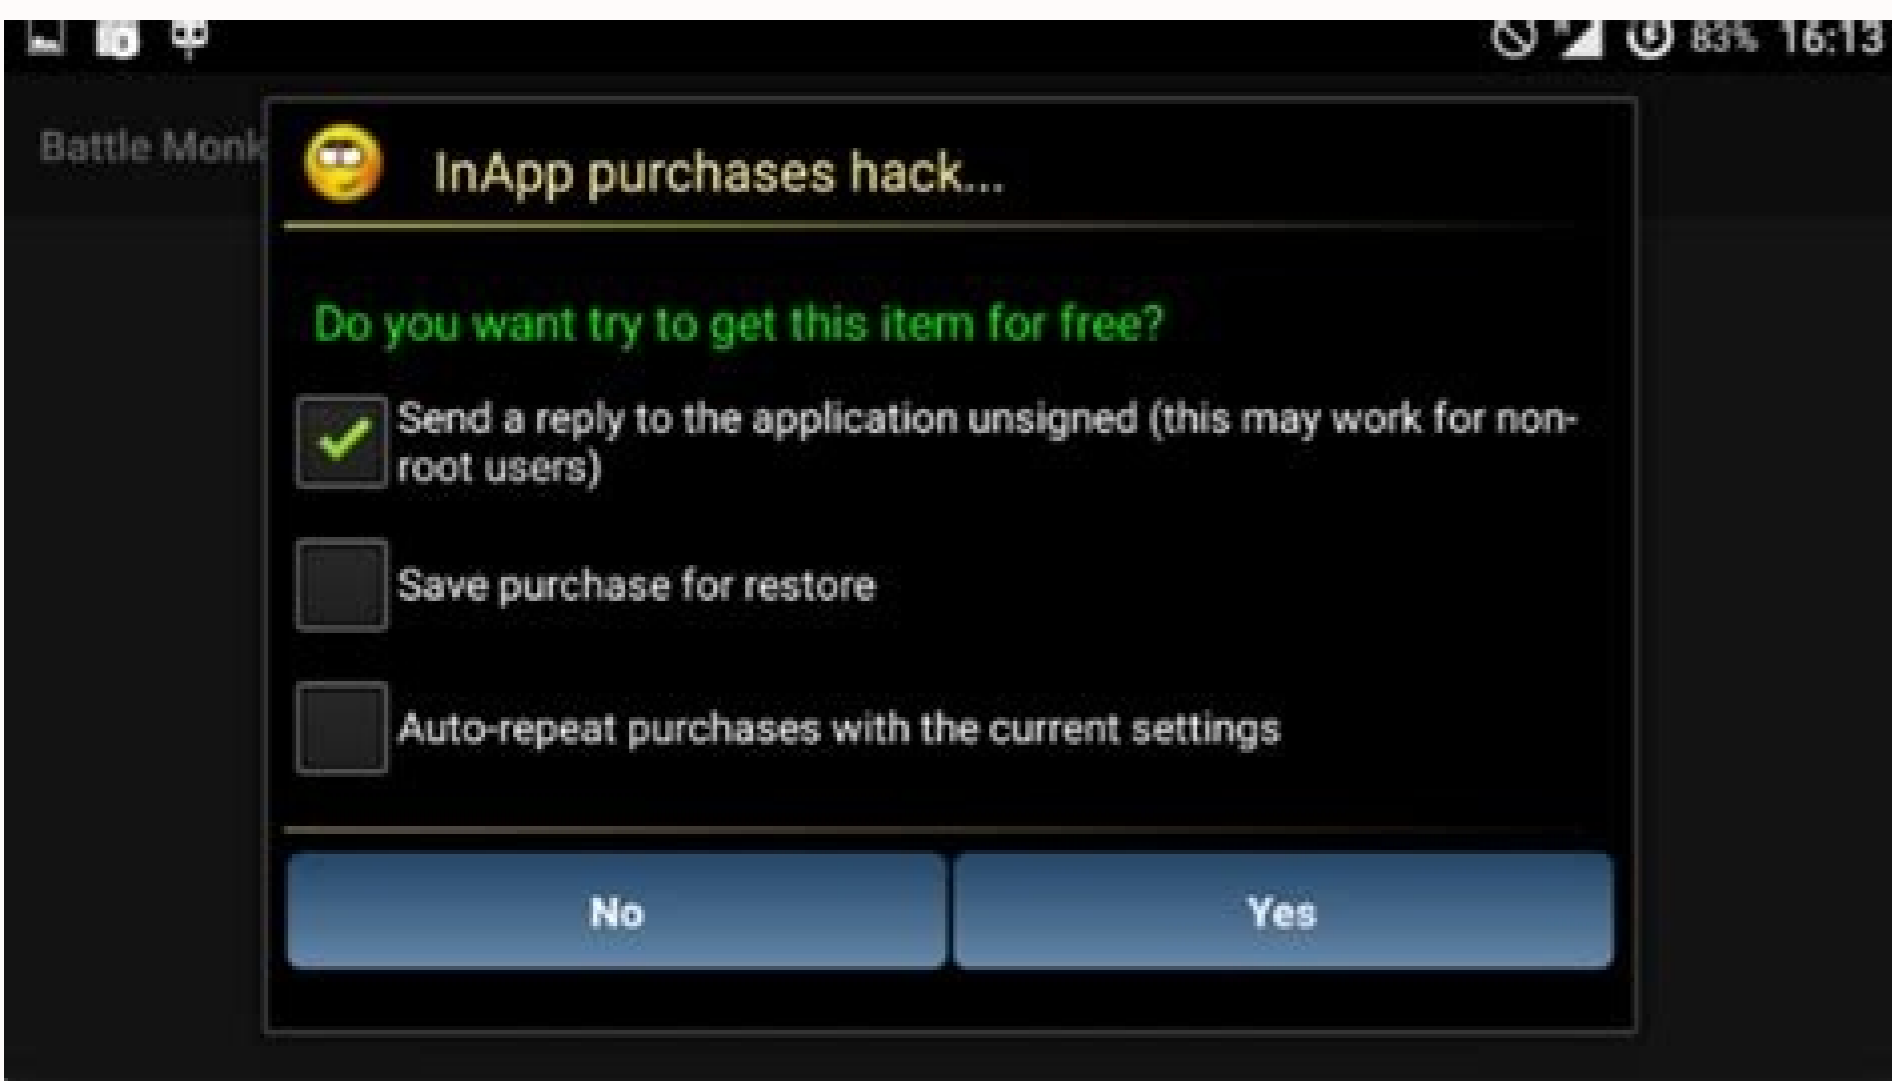 83% 16:13
Battle Monk
InApp purchases hack...
Do you want try to get this item for free?
Send a reply to the application unsigned (this may work for non-
root users)
Save purchase for restore
Auto-repeat purchases with the current settings
No Yes